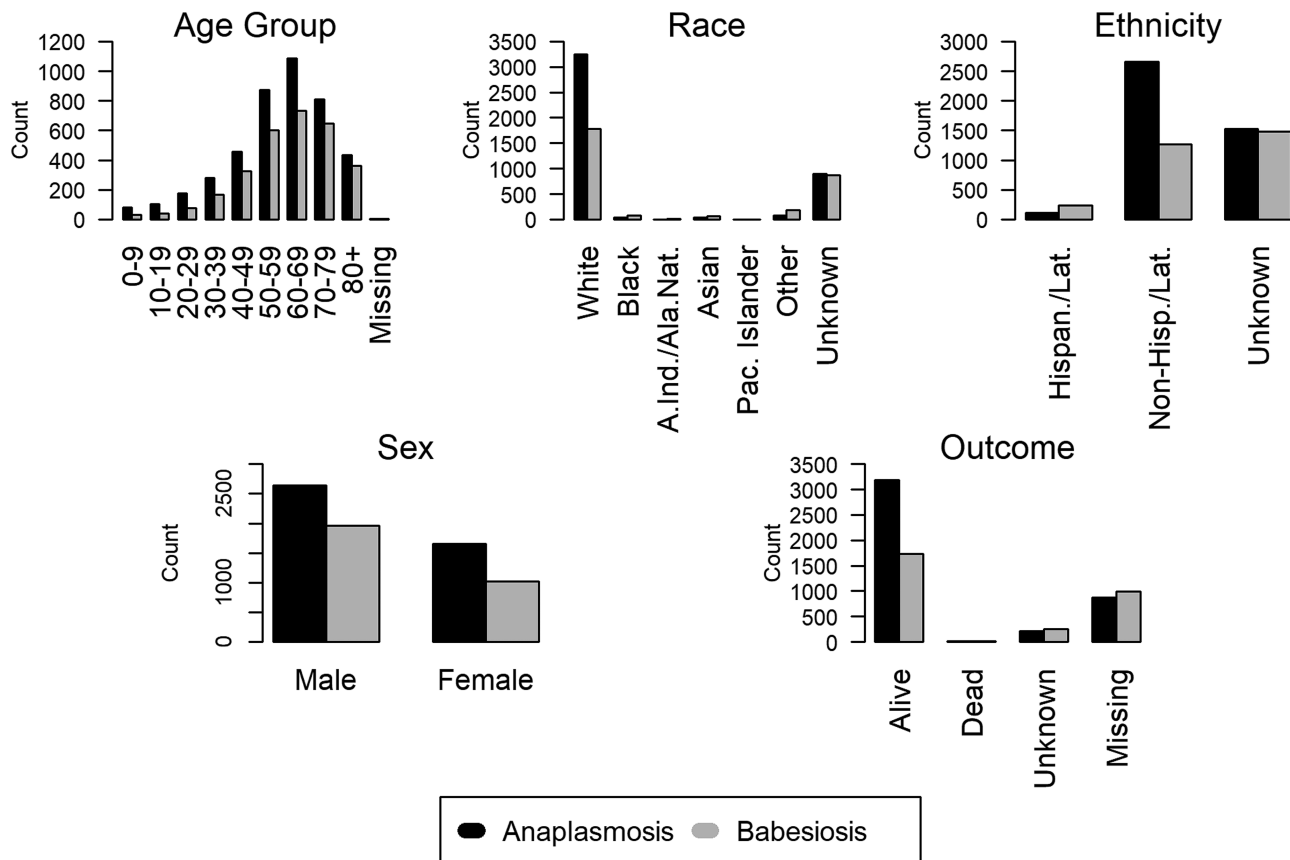 Age Group
Count
1200
1000
800
600
400
200
0
0-9
10-19
20-29
30-39
40-49
50-59
60-69
70-79
80+
Missing
Race
Count
3500
3000
2500
2000
1500
1000
500
0
White
Black
A.Ind./Ala.Nat.
Asian
Pac. Islander
Other
Unknown
Ethnicity
Count
3000
2500
2000
1500
1000
500
0
Hispan./Lat.
Non-Hisp./Lat.
Unknown
Sex
Count
2500
1000
0
Male
Female
Outcome
Count
3500
3000
2500
2000
1500
1000
500
0
Alive
Dead
Unknown
Missing
Anaplasmosis Babesiosis